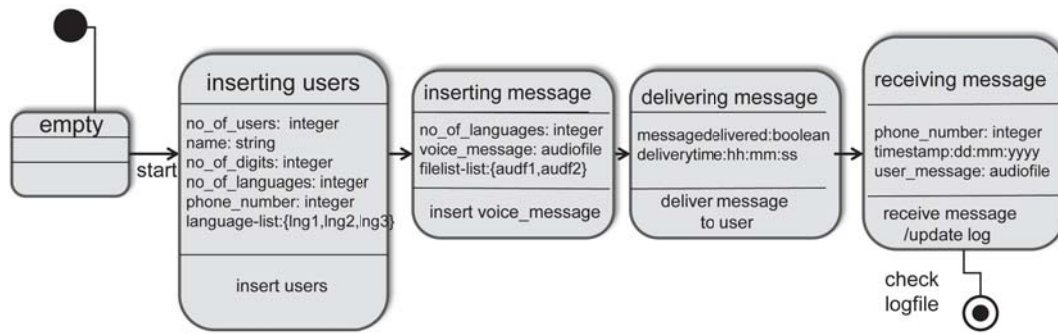 empty
start
inserting users
no_of_users: integer
name: string
no_of_digits: integer
no_of_languages: integer
phone_number: integer
language-list:{lng1,lng2,lng3}
insert users
inserting message
no_of_languages: integer
voice_message: audiofile
filelist-list:{audf1,audf2}
insert voice_message
delivering message
messagedelivered:boolean
deliverytime:hh:mm:ss
deliver message
to user
receiving message
phone_number: integer
timestamp:dd:mm:yyyy
user_message: audiofile
receive message
/update log
check
logfile